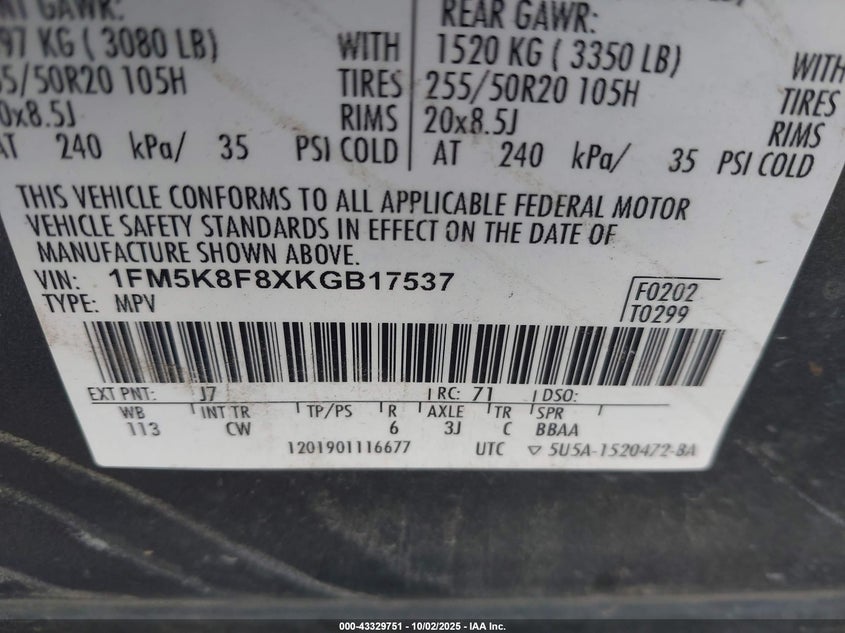 GAWR:
97 KG ( 3080 LB) WITH
5/50R20 105H TIRES
0x8.5J RIMS
AT 240 kPa/ 35 PSI COLD
REAR GAWR:
1520 KG ( 3350 LB) WITH
255/50R20 105H TIRES
20x8.5J RIMS
AT 240 kPa/ 35 PSI COLD
THIS VEHICLE CONFORMS TO ALL APPLICABLE FEDERAL MOTOR
VEHICLE SAFETY STANDARDS IN EFFECT ON THE DATE OF
MANUFACTURE SHOWN ABOVE.
VIN: 1FM5K8F8XKGB17537
TYPE: MPV
F0202
T0299
EXT PNT: J7 RC: 71 DSO:
WB INT TR TP/PS R AXLE TR SPR
113 CW 6 3J C BBAA
1201901116677 UTC ▽ 5U5A-1520472-BA
000-43329751 | 10/02/2025 | IAA Inc.